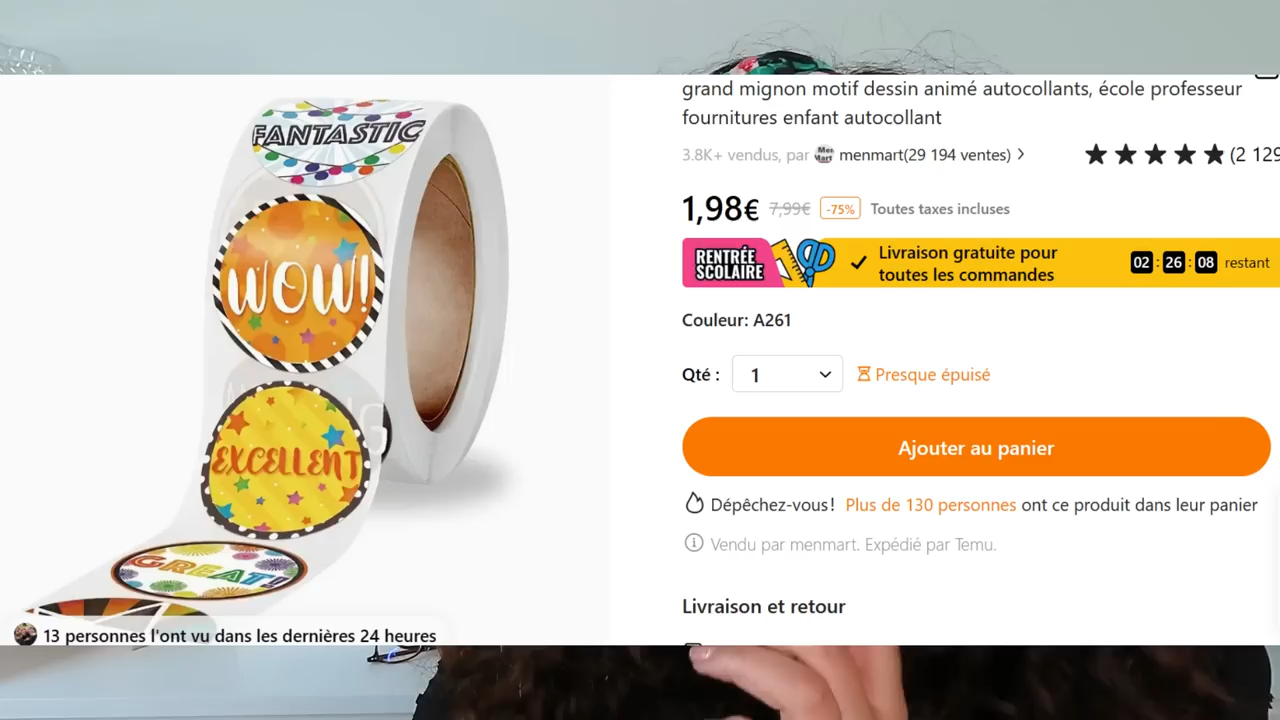 FANTASTIC
WOW!
EXCELLENT
GREAT!
13 personnes l'ont vu dans les dernières 24 heures
grand mignon motif dessin animé autocollants, école professeur
fournitures enfant autocollant
3.8K+ vendus, par menmart(29 194 ventes)
(2 129
1,98€ 7,99€ -75% Toutes taxes incluses
RENTRÉE
SCOLAIRE
Livraison gratuite pour
toutes les commandes
02 : 26 : 08 restant
Couleur: A261
Qté : 1 Presque épuisé
Ajouter au panier
Dépêchez-vous! Plus de 130 personnes ont ce produit dans leur panier
Vendu par menmart. Expédié par Temu.
Livraison et retour